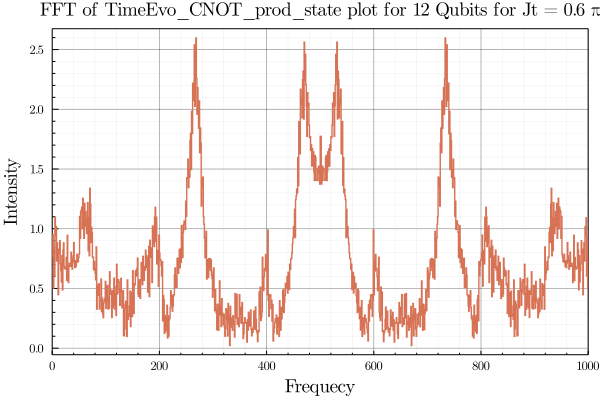 FFT of TimeEvo_CNOT_prod_state plot for 12 Qubits for Jt = 0.6 π
2.5
2.0
1.5
1.0
0.5
0.0
Intensity
0 200 400 600 800 1000
Frequecy